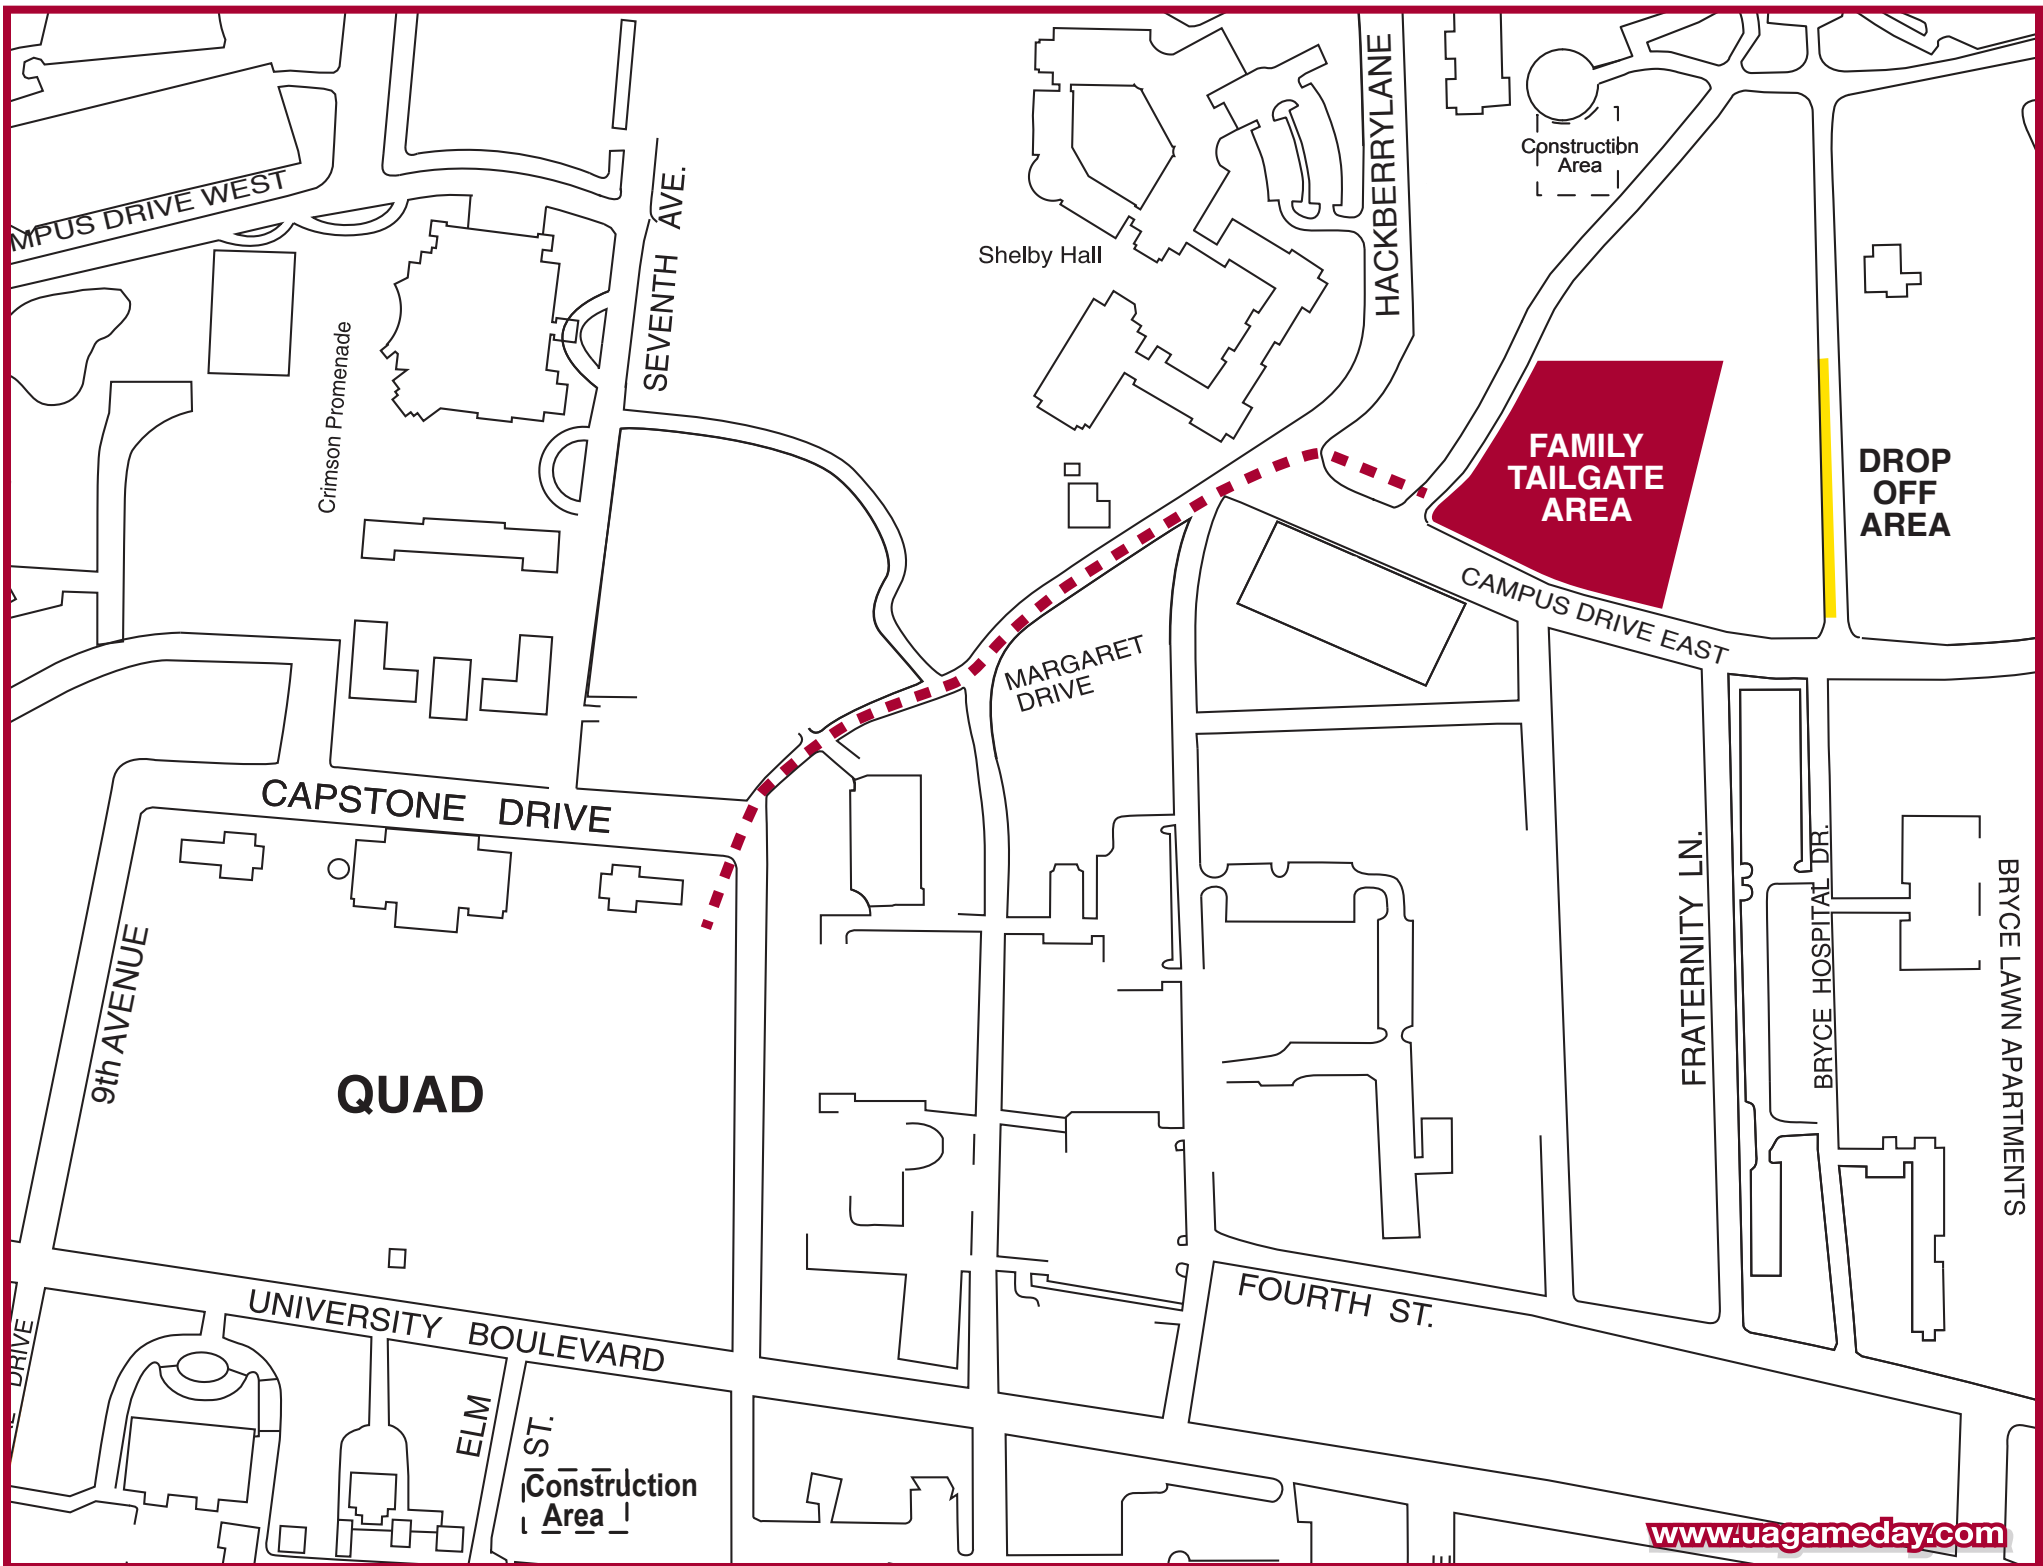 HACKBERRYLANE
Construction
Area
MPUS DRIVE WEST
SEVENTH AVE.
Shelby Hall
Crimson Promenade
FAMILY
TAILGATE
AREA
DROP
OFF
AREA
CAMPUS DRIVE EAST
MARGARET
DRIVE
CAPSTONE DRIVE
9th AVENUE
QUAD
FRATERNITY LN.
BRYCE HOSPITAL DR.
BRYCE LAWN APARTMENTS
UNIVERSITY BOULEVARD
FOURTH ST.
DRIVE
ELM
ST.
Construction
Area
www.uagameday.com